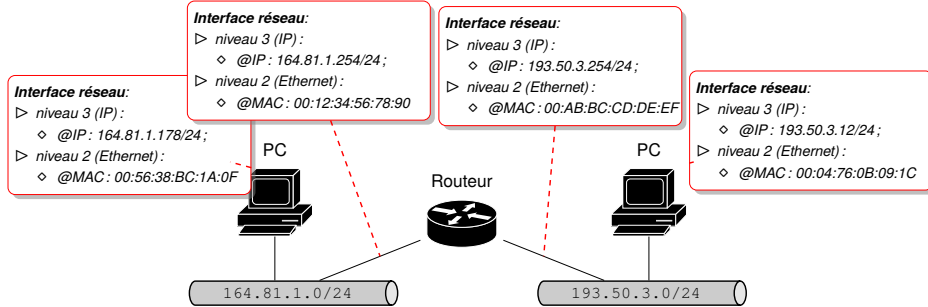 Interface réseau:
▷ niveau 3 (IP) :
◇ @IP : 164.81.1.178/24 ;
▷ niveau 2 (Ethernet) :
◇ @MAC : 00:56:38:BC:1A:0F
Interface réseau:
▷ niveau 3 (IP) :
◇ @IP : 164.81.1.254/24 ;
▷ niveau 2 (Ethernet) :
◇ @MAC : 00:12:34:56:78:90
Interface réseau:
▷ niveau 3 (IP) :
◇ @IP : 193.50.3.254/24 ;
▷ niveau 2 (Ethernet) :
◇ @MAC : 00:AB:BC:CD:DE:EF
Interface réseau:
▷ niveau 3 (IP) :
◇ @IP : 193.50.3.12/24 ;
▷ niveau 2 (Ethernet) :
◇ @MAC : 00:04:76:0B:09:1C
PC
Routeur
PC
164.81.1.0/24
193.50.3.0/24